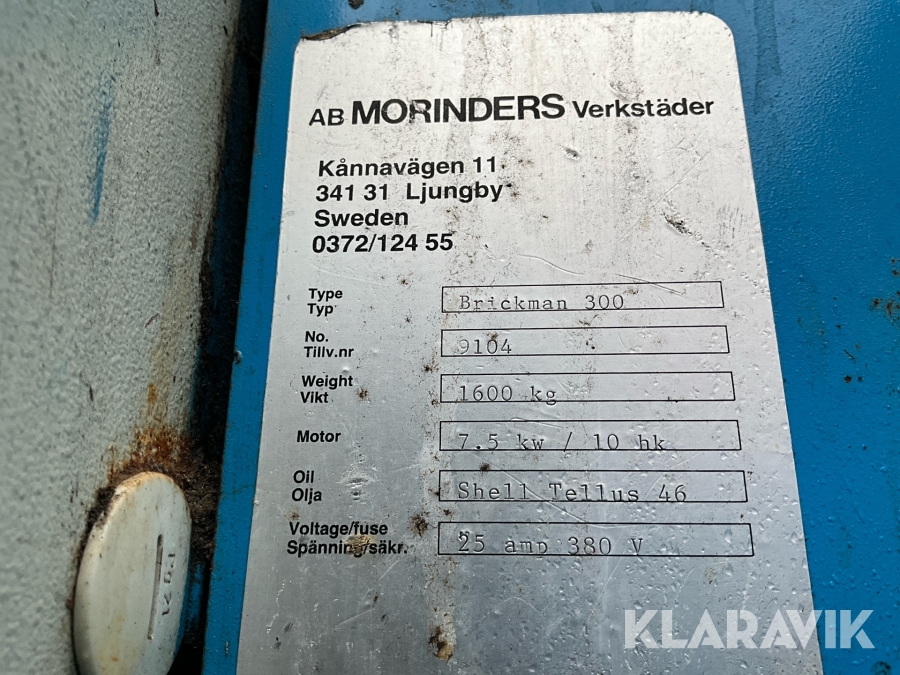 AB MORINDERS Verkstäder
Kånnavägen 11
341 31 Ljungby
Sweden
0372/124 55
Type
Typ
Brickman 300
No.
Tillv.nr
9104
Weight
Vikt
1600 kg
Motor
7.5 kw / 10 hk
Oil
Olja
Shell Tellus 46
Voltage/fuse
Spänning/säkr.
25 amp 380 V
KLARAVIK